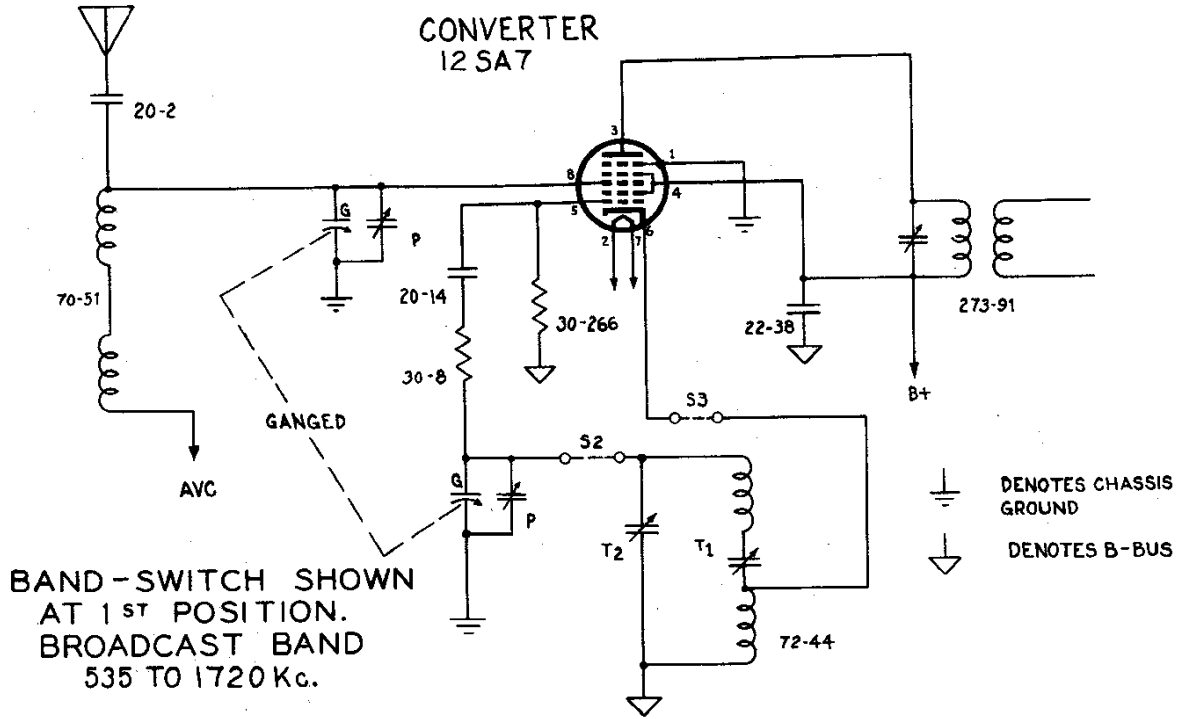 CONVERTER
12SA7
20-2
3
1
8
4
5
2
7
6
G
P
70-51
20-14
30-266
22-38
273-91
30-8
B+
GANGED
S3
S2
AVC
G
P
T2
T1
DENOTES CHASSIS
GROUND
DENOTES B-BUS
72-44
BAND-SWITCH SHOWN
AT 1ST POSITION.
BROADCAST BAND
535 TO 1720 Kc.